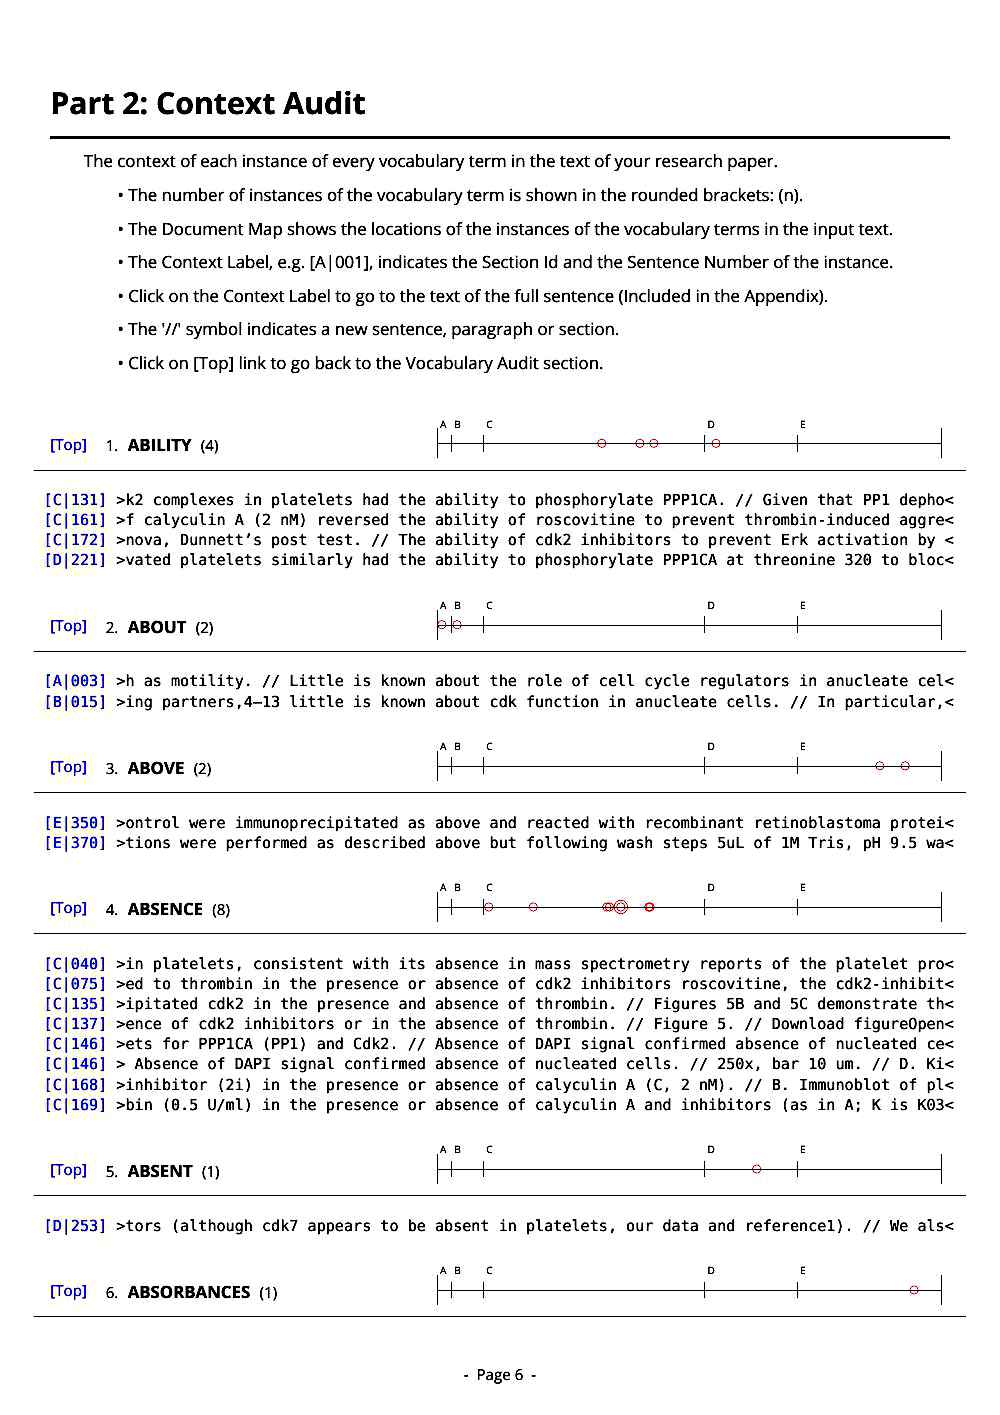 Part 2: Context Audit
The context of each instance of every vocabulary term in the text of your research paper.
• The number of instances of the vocabulary term is shown in the rounded brackets: (n).
• The Document Map shows the locations of the instances of the vocabulary terms in the input text.
• The Context Label, e.g. [A|001], indicates the Section Id and the Sentence Number of the instance.
• Click on the Context Label to go to the text of the full sentence (Included in the Appendix).
• The '//' symbol indicates a new sentence, paragraph or section.
• Click on [Top] link to go back to the Vocabulary Audit section.
A B C D E
[Top] 1. ABILITY (4)
[C|131] >k2 complexes in platelets had the ability to phosphorylate PPP1CA. // Given that PP1 depho<
[C|161] >f calyculin A (2 nM) reversed the ability of roscovitine to prevent thrombin-induced aggre<
[C|172] >nova, Dunnett’s post test. // The ability of cdk2 inhibitors to prevent Erk activation by <
[D|221] >vated platelets similarly had the ability to phosphorylate PPP1CA at threonine 320 to bloc<
A B C D E
[Top] 2. ABOUT (2)
[A|003] >h as motility. // Little is known about the role of cell cycle regulators in anucleate cel<
[B|015] >ing partners,4–13 little is known about cdk function in anucleate cells. // In particular,<
A B C D E
[Top] 3. ABOVE (2)
[E|350] >ontrol were immunoprecipitated as above and reacted with recombinant retinoblastoma protei<
[E|370] >tions were performed as described above but following wash steps 5uL of 1M Tris, pH 9.5 wa<
A B C D E
[Top] 4. ABSENCE (8)
[C|040] >in platelets, consistent with its absence in mass spectrometry reports of the platelet pro<
[C|075] >ed to thrombin in the presence or absence of cdk2 inhibitors roscovitine, the cdk2-inhibit<
[C|135] >ipitated cdk2 in the presence and absence of thrombin. // Figures 5B and 5C demonstrate th<
[C|137] >ence of cdk2 inhibitors or in the absence of thrombin. // Figure 5. // Download figureOpen<
[C|146] >ets for PPP1CA (PP1) and Cdk2. // Absence of DAPI signal confirmed absence of nucleated ce<
[C|146] > Absence of DAPI signal confirmed absence of nucleated cells. // 250x, bar 10 um. // D. Ki<
[C|168] >inhibitor (2i) in the presence or absence of calyculin A (C, 2 nM). // B. Immunoblot of pl<
[C|169] >bin (0.5 U/ml) in the presence or absence of calyculin A and inhibitors (as in A; K is K03<
A B C D E
[Top] 5. ABSENT (1)
[D|253] >tors (although cdk7 appears to be absent in platelets, our data and reference1). // We als<
A B C D E
[Top] 6. ABSORBANCES (1)
- Page 6 -